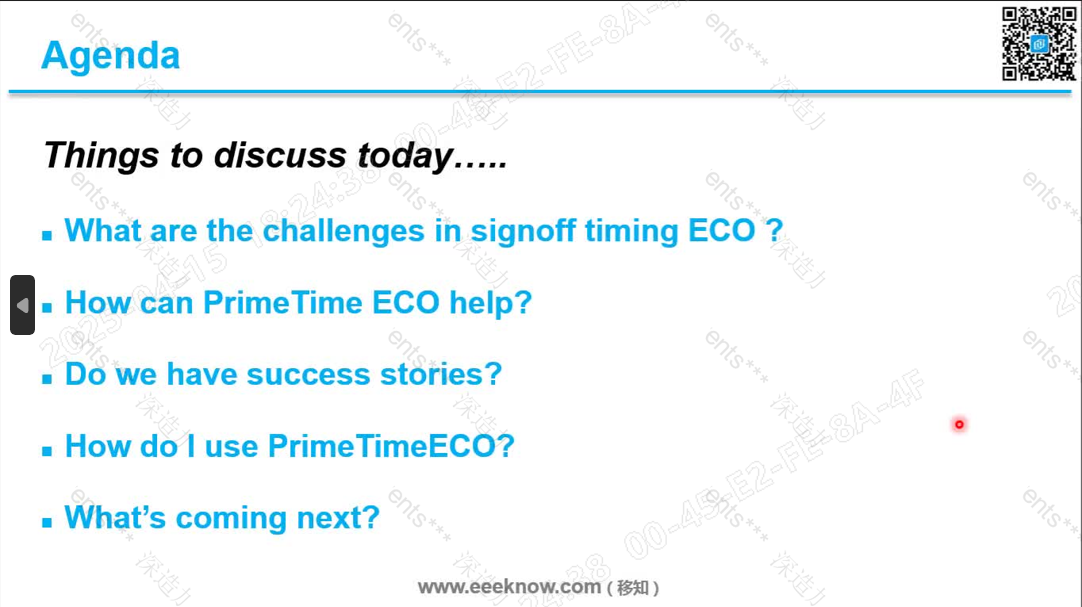 Agenda
Things to discuss today…..
What are the challenges in signoff timing ECO ?
How can PrimeTime ECO help?
Do we have success stories?
How do I use PrimeTimeECO?
What’s coming next?
www.eeeknow.com ( 移知 )